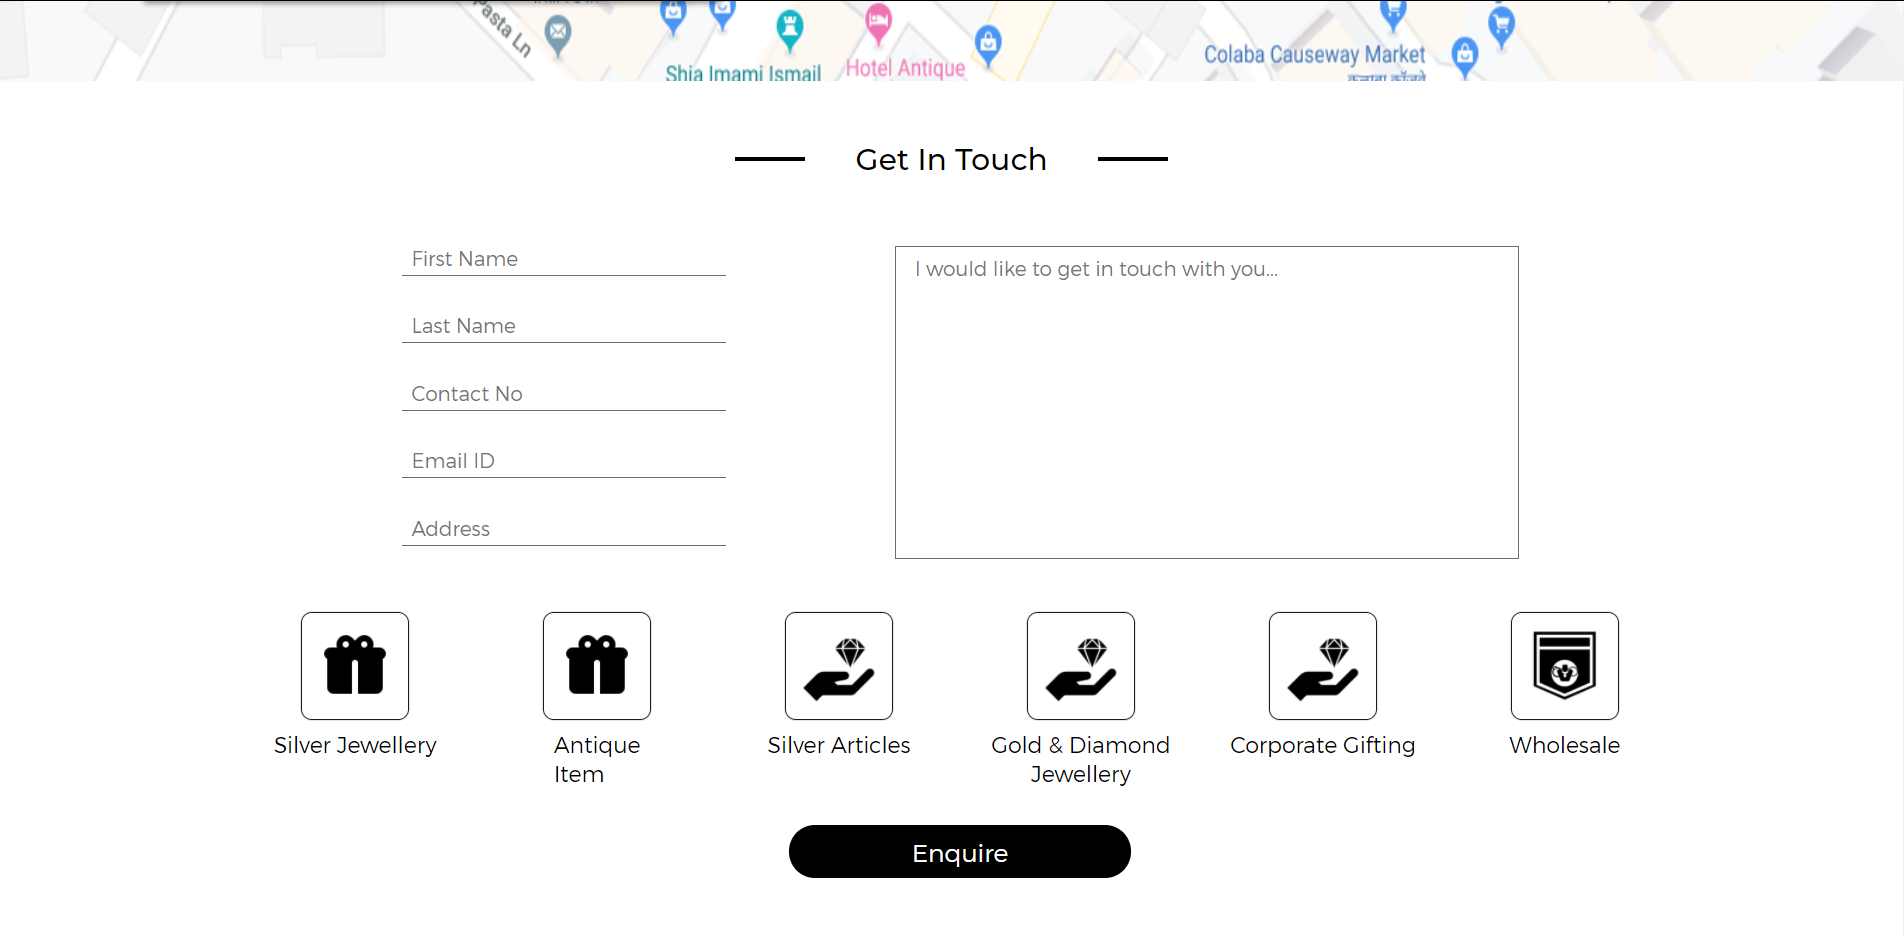 Pasta Ln
Shia Imami Ismail
Hotel Antique
Colaba Causeway Market
Get In Touch
First Name
Last Name
Contact No
Email ID
Address
I would like to get in touch with you...
Silver Jewellery
Antique
Item
Silver Articles
Gold & Diamond
Jewellery
Corporate Gifting
Wholesale
Enquire